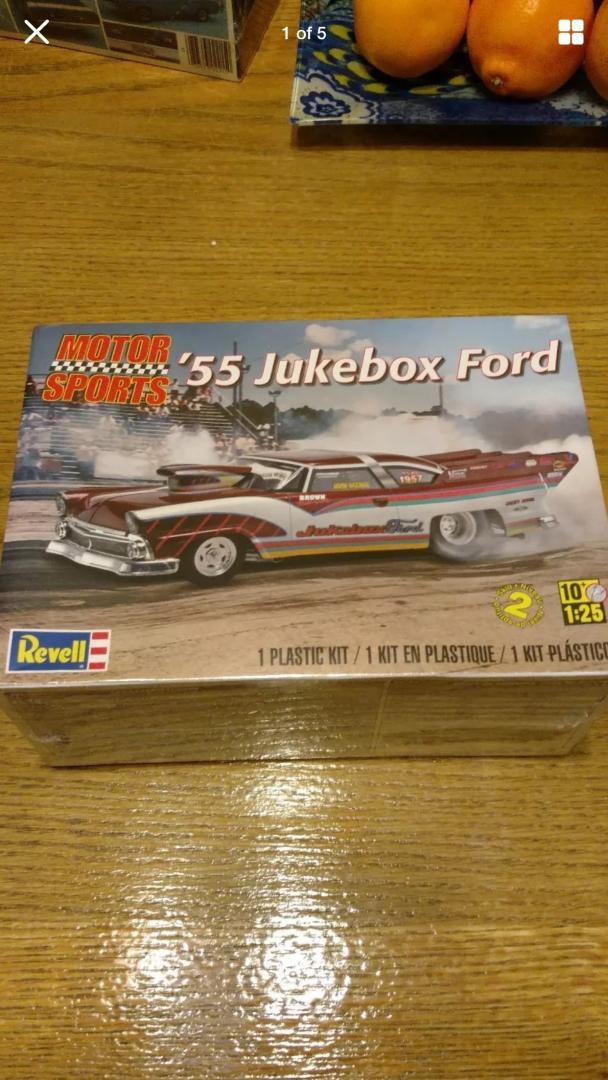 1 of 5
MOTOR
SPORTS
'55 Jukebox Ford
BROWN
1957
Jukebox Ford
2
10+
1:25
Revell
1 PLASTIC KIT / 1 KIT EN PLASTIQUE / 1 KIT PLÁSTIC